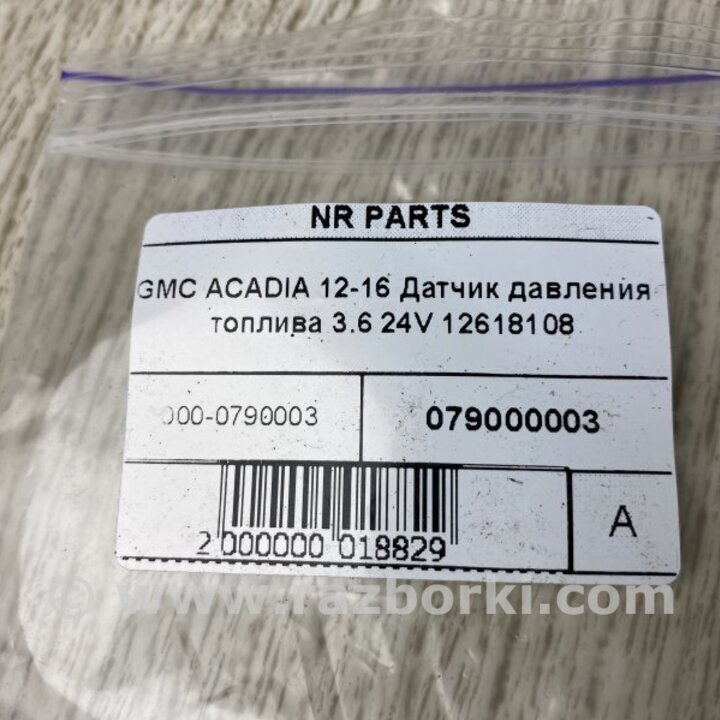 NR PARTS
GMC ACADIA 12-16 Датчик давления
топлива 3.6 24V 12618108
000-0790003
079000003
A
2 000000 018829
© www.razborki.com